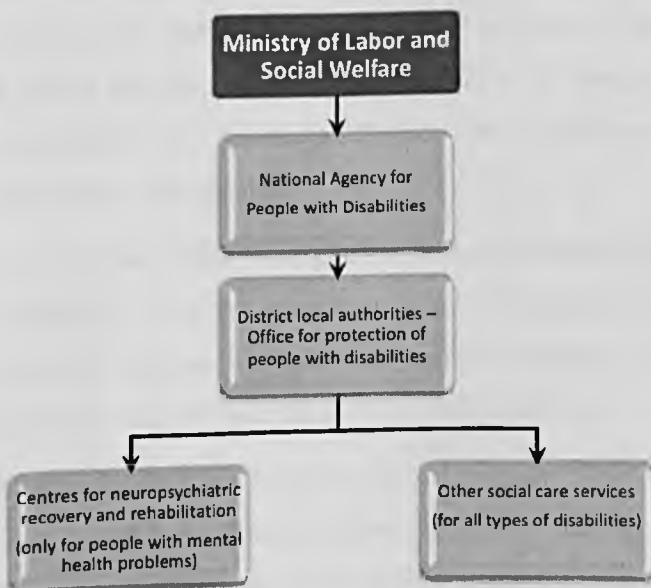 Ministry of Labor and
Social Welfare
National Agency for
People with Disabilities
District local authorities –
Office for protection of
people with disabilities
Centres for neuropsychiatric
recovery and rehabilitation
(only for people with mental
health problems)
Other social care services
(for all types of disabilities)